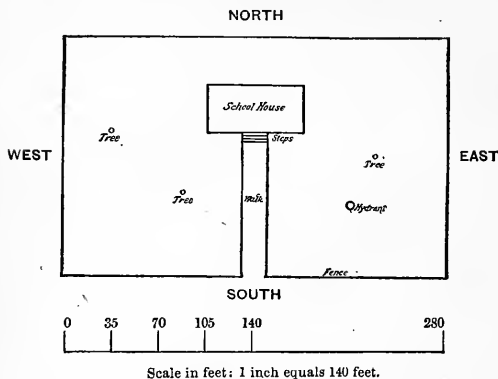 NORTH
School House
Steps
Tree
WEST
EAST
Tree
Tree
Walk
Hydrant
Fence
SOUTH
0 35 70 105 140 280
Scale in feet: 1 inch equals 140 feet.